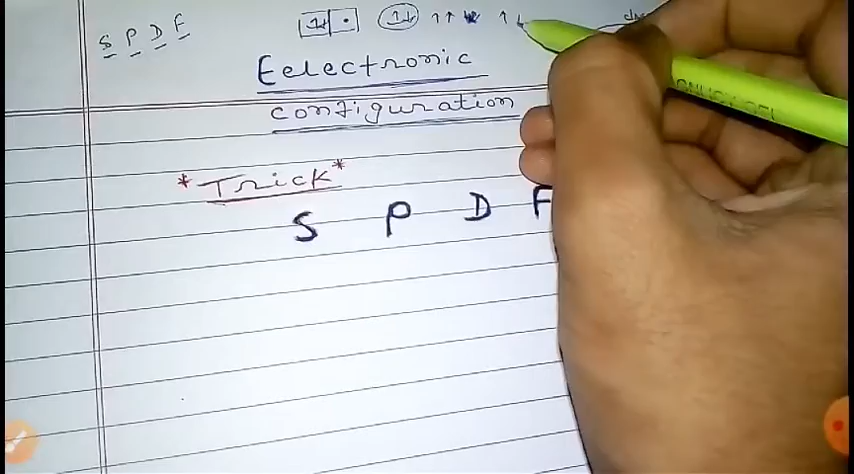 S P D F
Eelectronic
configuration
*Trick*
S P D F